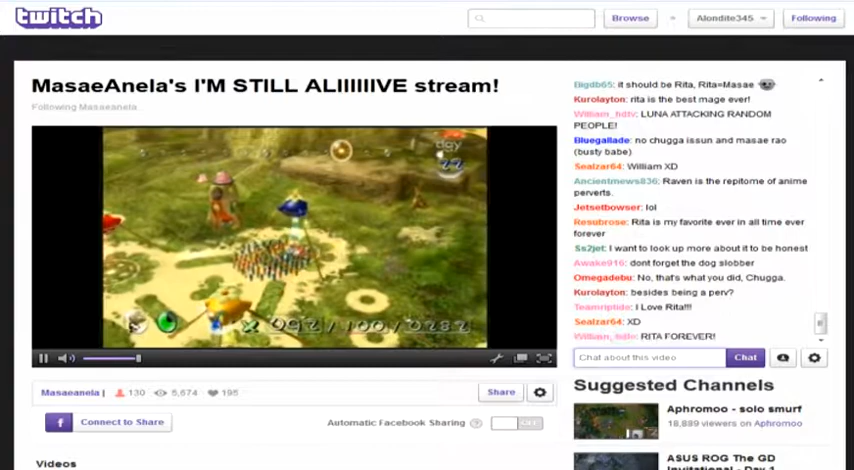 twitch
Browse
Alondite345
Following
MasaeAnela's I'M STILL ALIIIIIIVE stream!
Following Masaeanela
day
22
x 092/100/0282
Masaeanela | 130 5,674 195
Share
Connect to Share
Automatic Facebook Sharing ? OFF
Videos
Bigdb65: it should be Rita, Rita=Masae
Kurolayton: rita is the best mage ever!
William_hdtv: LUNA ATTACKING RANDOM
PEOPLE!
Bluegallade: no chugga issun and masae rao
(busty babe)
Sealzar64: William XD
Ancientmews836: Raven is the repitome of anime
perverts.
Jetsetbowser: lol
Resubrose: Rita is my favorite ever in all time ever
forever
Ss2jet: I want to look up more about it to be honest
Awake916: dont forget the dog slobber
Omegadebu: No, that's what you did, Chugga.
Kurolayton: besides being a perv?
Teamriptide: I Love Rita!!!
Sealzar64: XD
William_hdtv: RITA FOREVER!
Chat about this video
Chat
Suggested Channels
Aphromoo - solo smurf
18,889 viewers on Aphromoo
ASUS ROG The GD
Invitational - Day 1